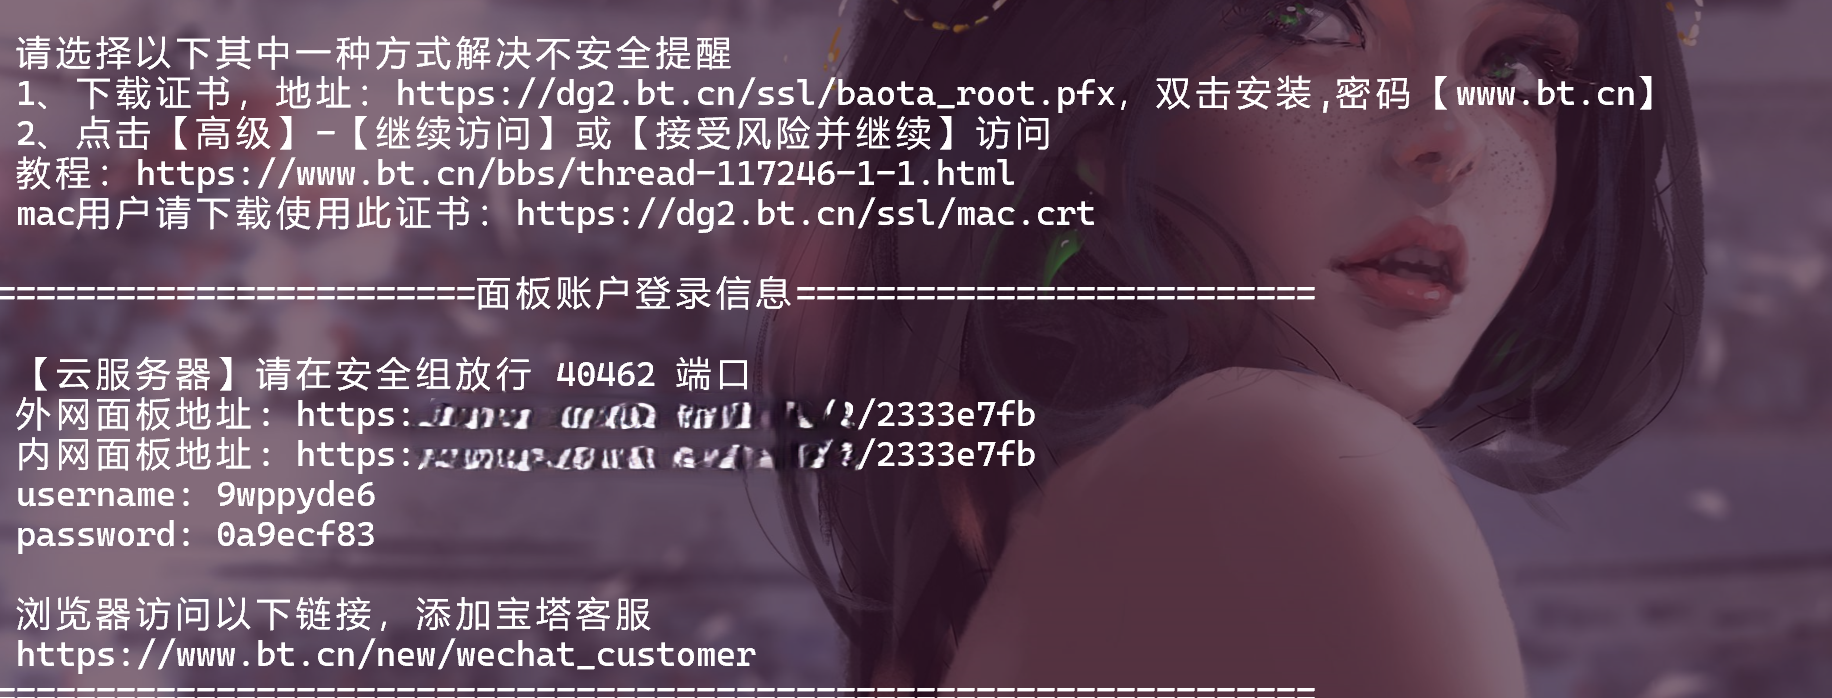 请选择以下其中一种方式解决不安全提醒
1、下载证书，地址：https://dg2.bt.cn/ssl/baota_root.pfx，双击安装,密码【www.bt.cn】
2、点击【高级】-【继续访问】或【接受风险并继续】访问
教程：https://www.bt.cn/bbs/thread-117246-1-1.html
mac用户请下载使用此证书：https://dg2.bt.cn/ssl/mac.crt
========================面板账户登录信息==========================
【云服务器】请在安全组放行 40462 端口
外网面板地址: https: /2333e7fb
内网面板地址: https: /2333e7fb
username: 9wppyde6
password: 0a9ecf83
浏览器访问以下链接，添加宝塔客服
https://www.bt.cn/new/wechat_customer
==================================================================